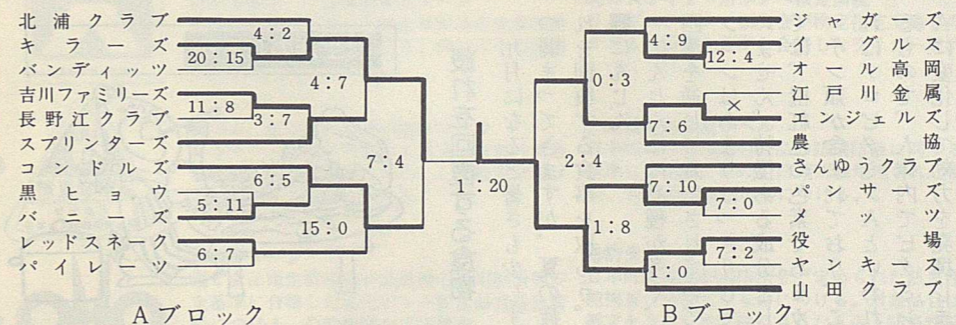 北浦クラブ
キラーズ
バンディッツ
吉川ファミリーズ
長野江クラブ
スプリンターズ
コンドルズ
黒ヒョウ
バニーズ
レッドスネーク
パイレーツ
4:2
20:15
4:7
11:8
3:7
7:4
6:5
5:11
15:0
6:7
1:20
Aブロック
ジャガーズ
イーグルス
オール高岡
江戸川金属
エンジェルズ
農協
さんゆうクラブ
パンサーズ
メッツ
役場
ヤンキース
山田クラブ
4:9
12:4
0:3
×
7:6
2:4
7:10
7:0
1:8
7:2
1:0
Bブロック